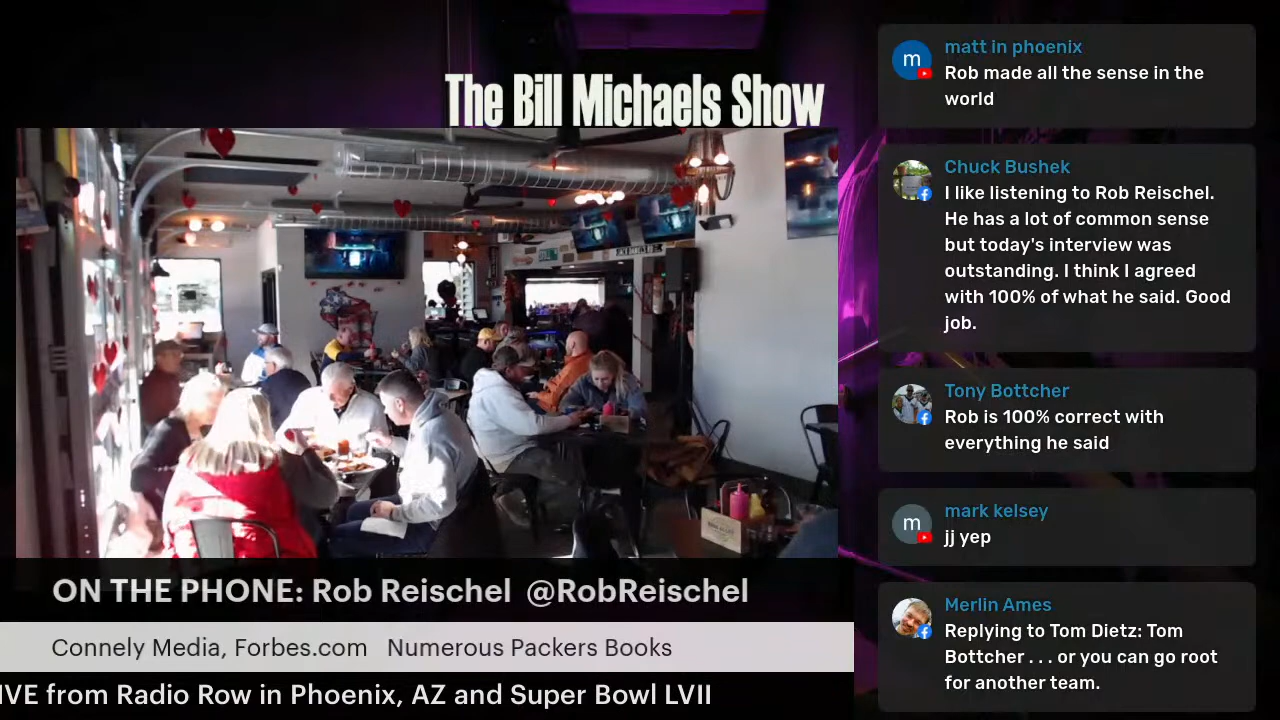 The Bill Michaels Show
ON THE PHONE: Rob Reischel @RobReischel
Connely Media, Forbes.com Numerous Packers Books
IVE from Radio Row in Phoenix, AZ and Super Bowl LVII
m
matt in phoenix
Rob made all the sense in the
world
Chuck Bushek
I like listening to Rob Reischel.
He has a lot of common sense
but today's interview was
outstanding. I think I agreed
with 100% of what he said. Good
job.
Tony Bottcher
Rob is 100% correct with
everything he said
m
mark kelsey
jj yep
Merlin Ames
Replying to Tom Dietz: Tom
Bottcher . . . or you can go root
for another team.